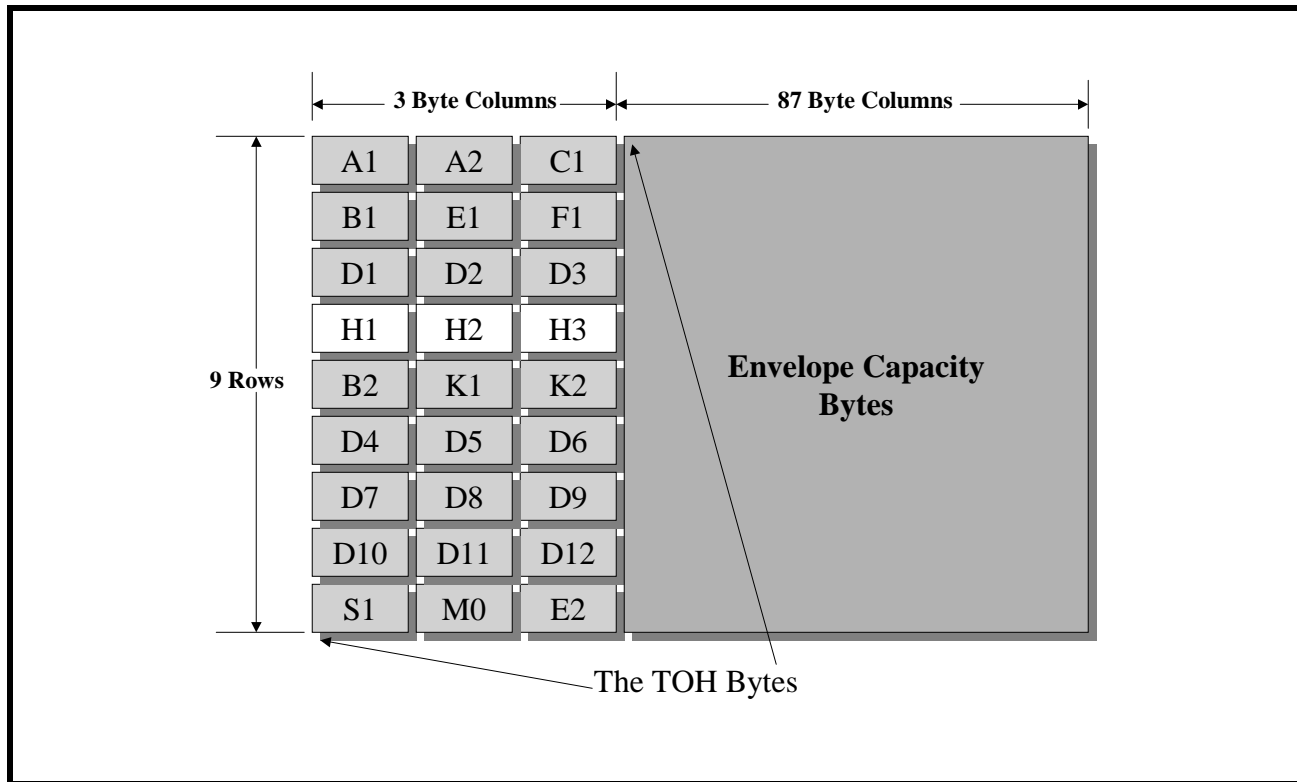 3 Byte Columns 87 Byte Columns
A1 A2 C1
B1 E1 F1
D1 D2 D3
H1 H2 H3
9 Rows
B2 K1 K2
D4 D5 D6
D7 D8 D9
D10 D11 D12
S1 M0 E2
Envelope Capacity
Bytes
The TOH Bytes